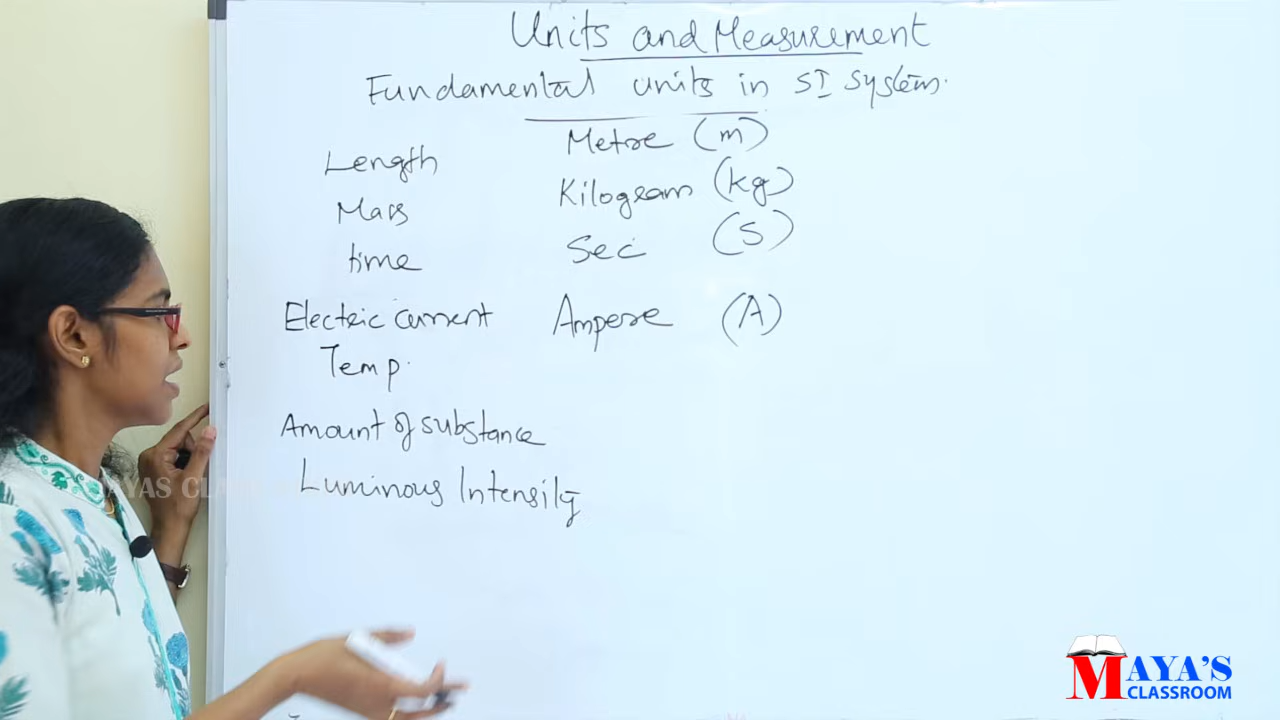 Units and Measurement
Fundamental units in SI system.
Length Metre (m)
Mass Kilogram (kg)
time Sec (S)
Electric current Ampere (A)
Temp.
Amount of substance
Luminous Intensity
MAYA'S
CLASSROOM